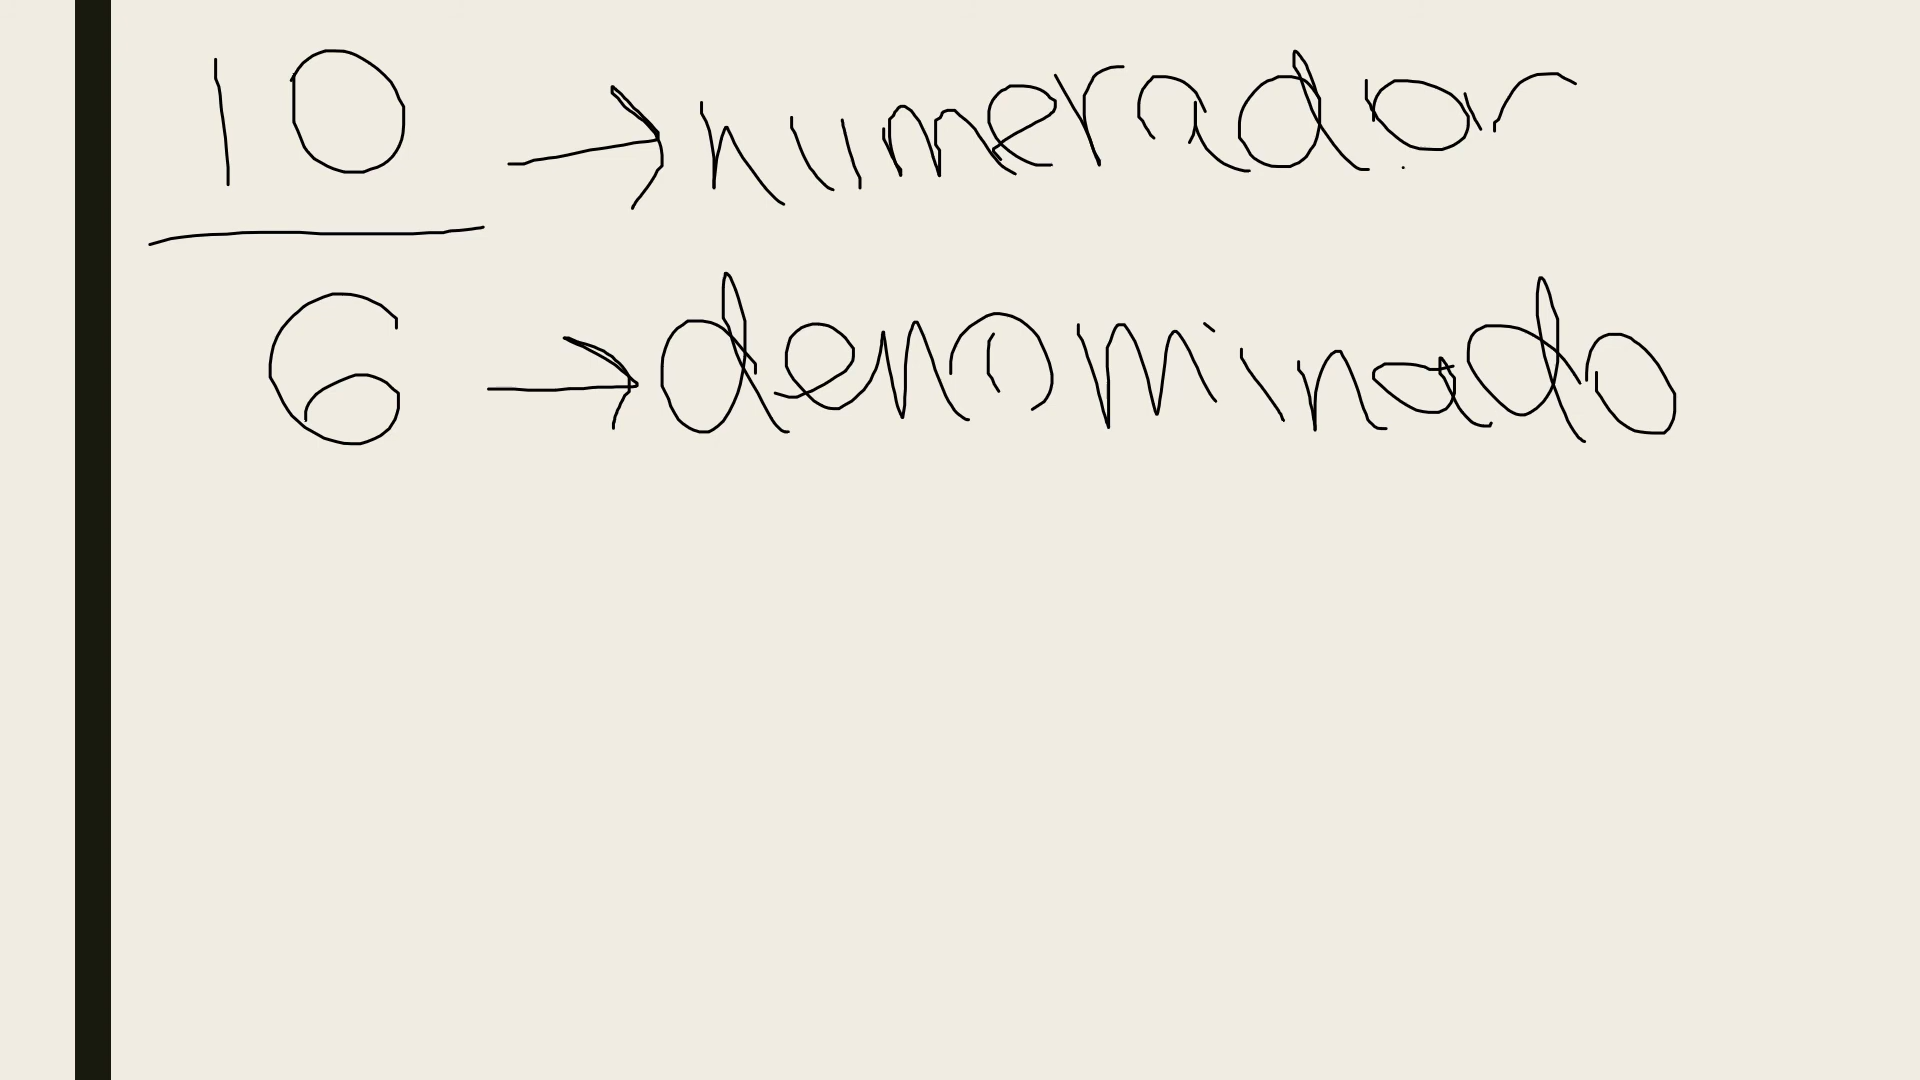 10 → numerador
6 → denominado